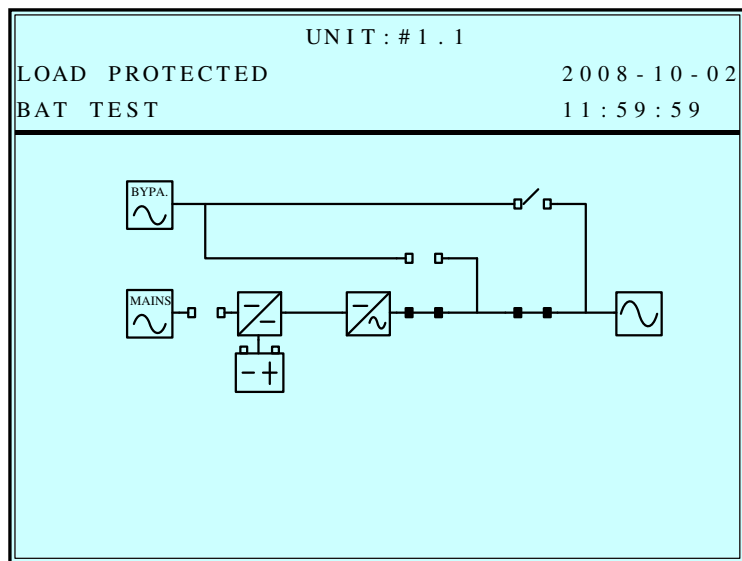 UNIT:#1.1
LOAD PROTECTED 2008-10-02
BAT TEST 11:59:59
BYPA.
MAINS